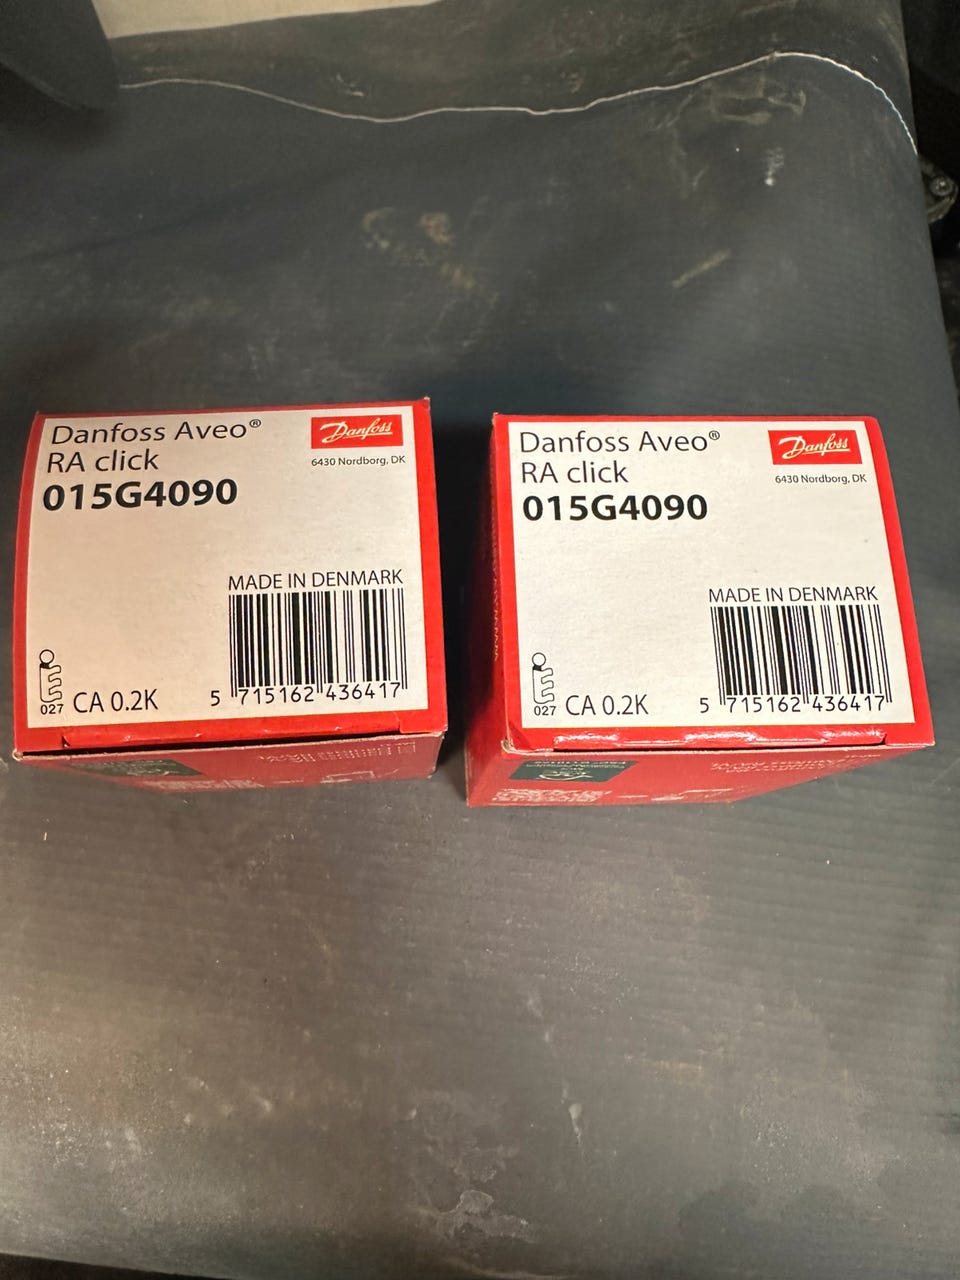 Danfoss Aveo®
RA click
015G4090
Danfoss
6430 Nordborg, DK
MADE IN DENMARK
5 715162 436417
027
CA 0.2K
Danfoss Aveo®
RA click
015G4090
Danfoss
6430 Nordborg, DK
MADE IN DENMARK
5 715162 436417
027
CA 0.2K